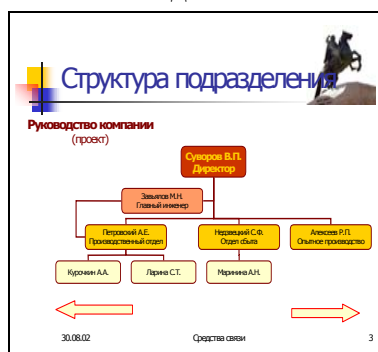 Структура подразделения
Руководство компании
(проект)
Суворов В.П.
Директор
Завьялов М.Н.
Главный инженер
Петровский А.Е.
Производственный отдел
Недзвецкий С.Ф.
Отдел сбыта
Алексеев Р.П.
Опытное производство
Курочкин А.А.
Ларина С.Т.
Маринина А.Н.
30.08.02
Средства связи
3